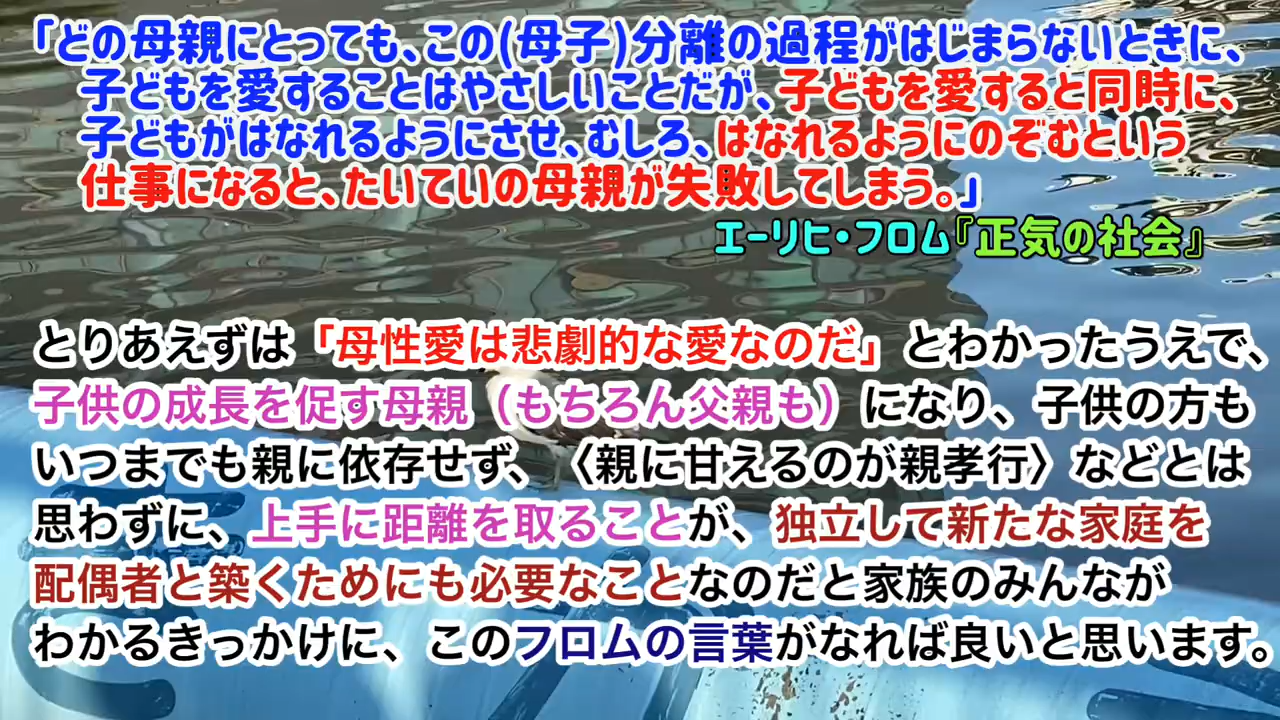 「どの母親にとっても、この(母子)分離の過程がはじまらないときに、
子どもを愛することはやさしいことだが、子どもを愛すると同時に、
子どもがはなれるようにさせ、むしろ、はなれるようにのぞむという
仕事になると、たいていの母親が失敗してしまう。」
エーリヒ・フロム『正気の社会』
とりあえずは「母性愛は悲劇的な愛なのだ」とわかったうえで、
子供の成長を促す母親（もちろん父親も）になり、子供の方も
いつまでも親に依存せず、〈親に甘えるのが親孝行〉などとは
思わずに、上手に距離を取ることが、独立して新たな家庭を
配偶者と築くためにも必要なことなのだと家族のみんなが
わかるきっかけに、このフロムの言葉がなれば良いと思います。